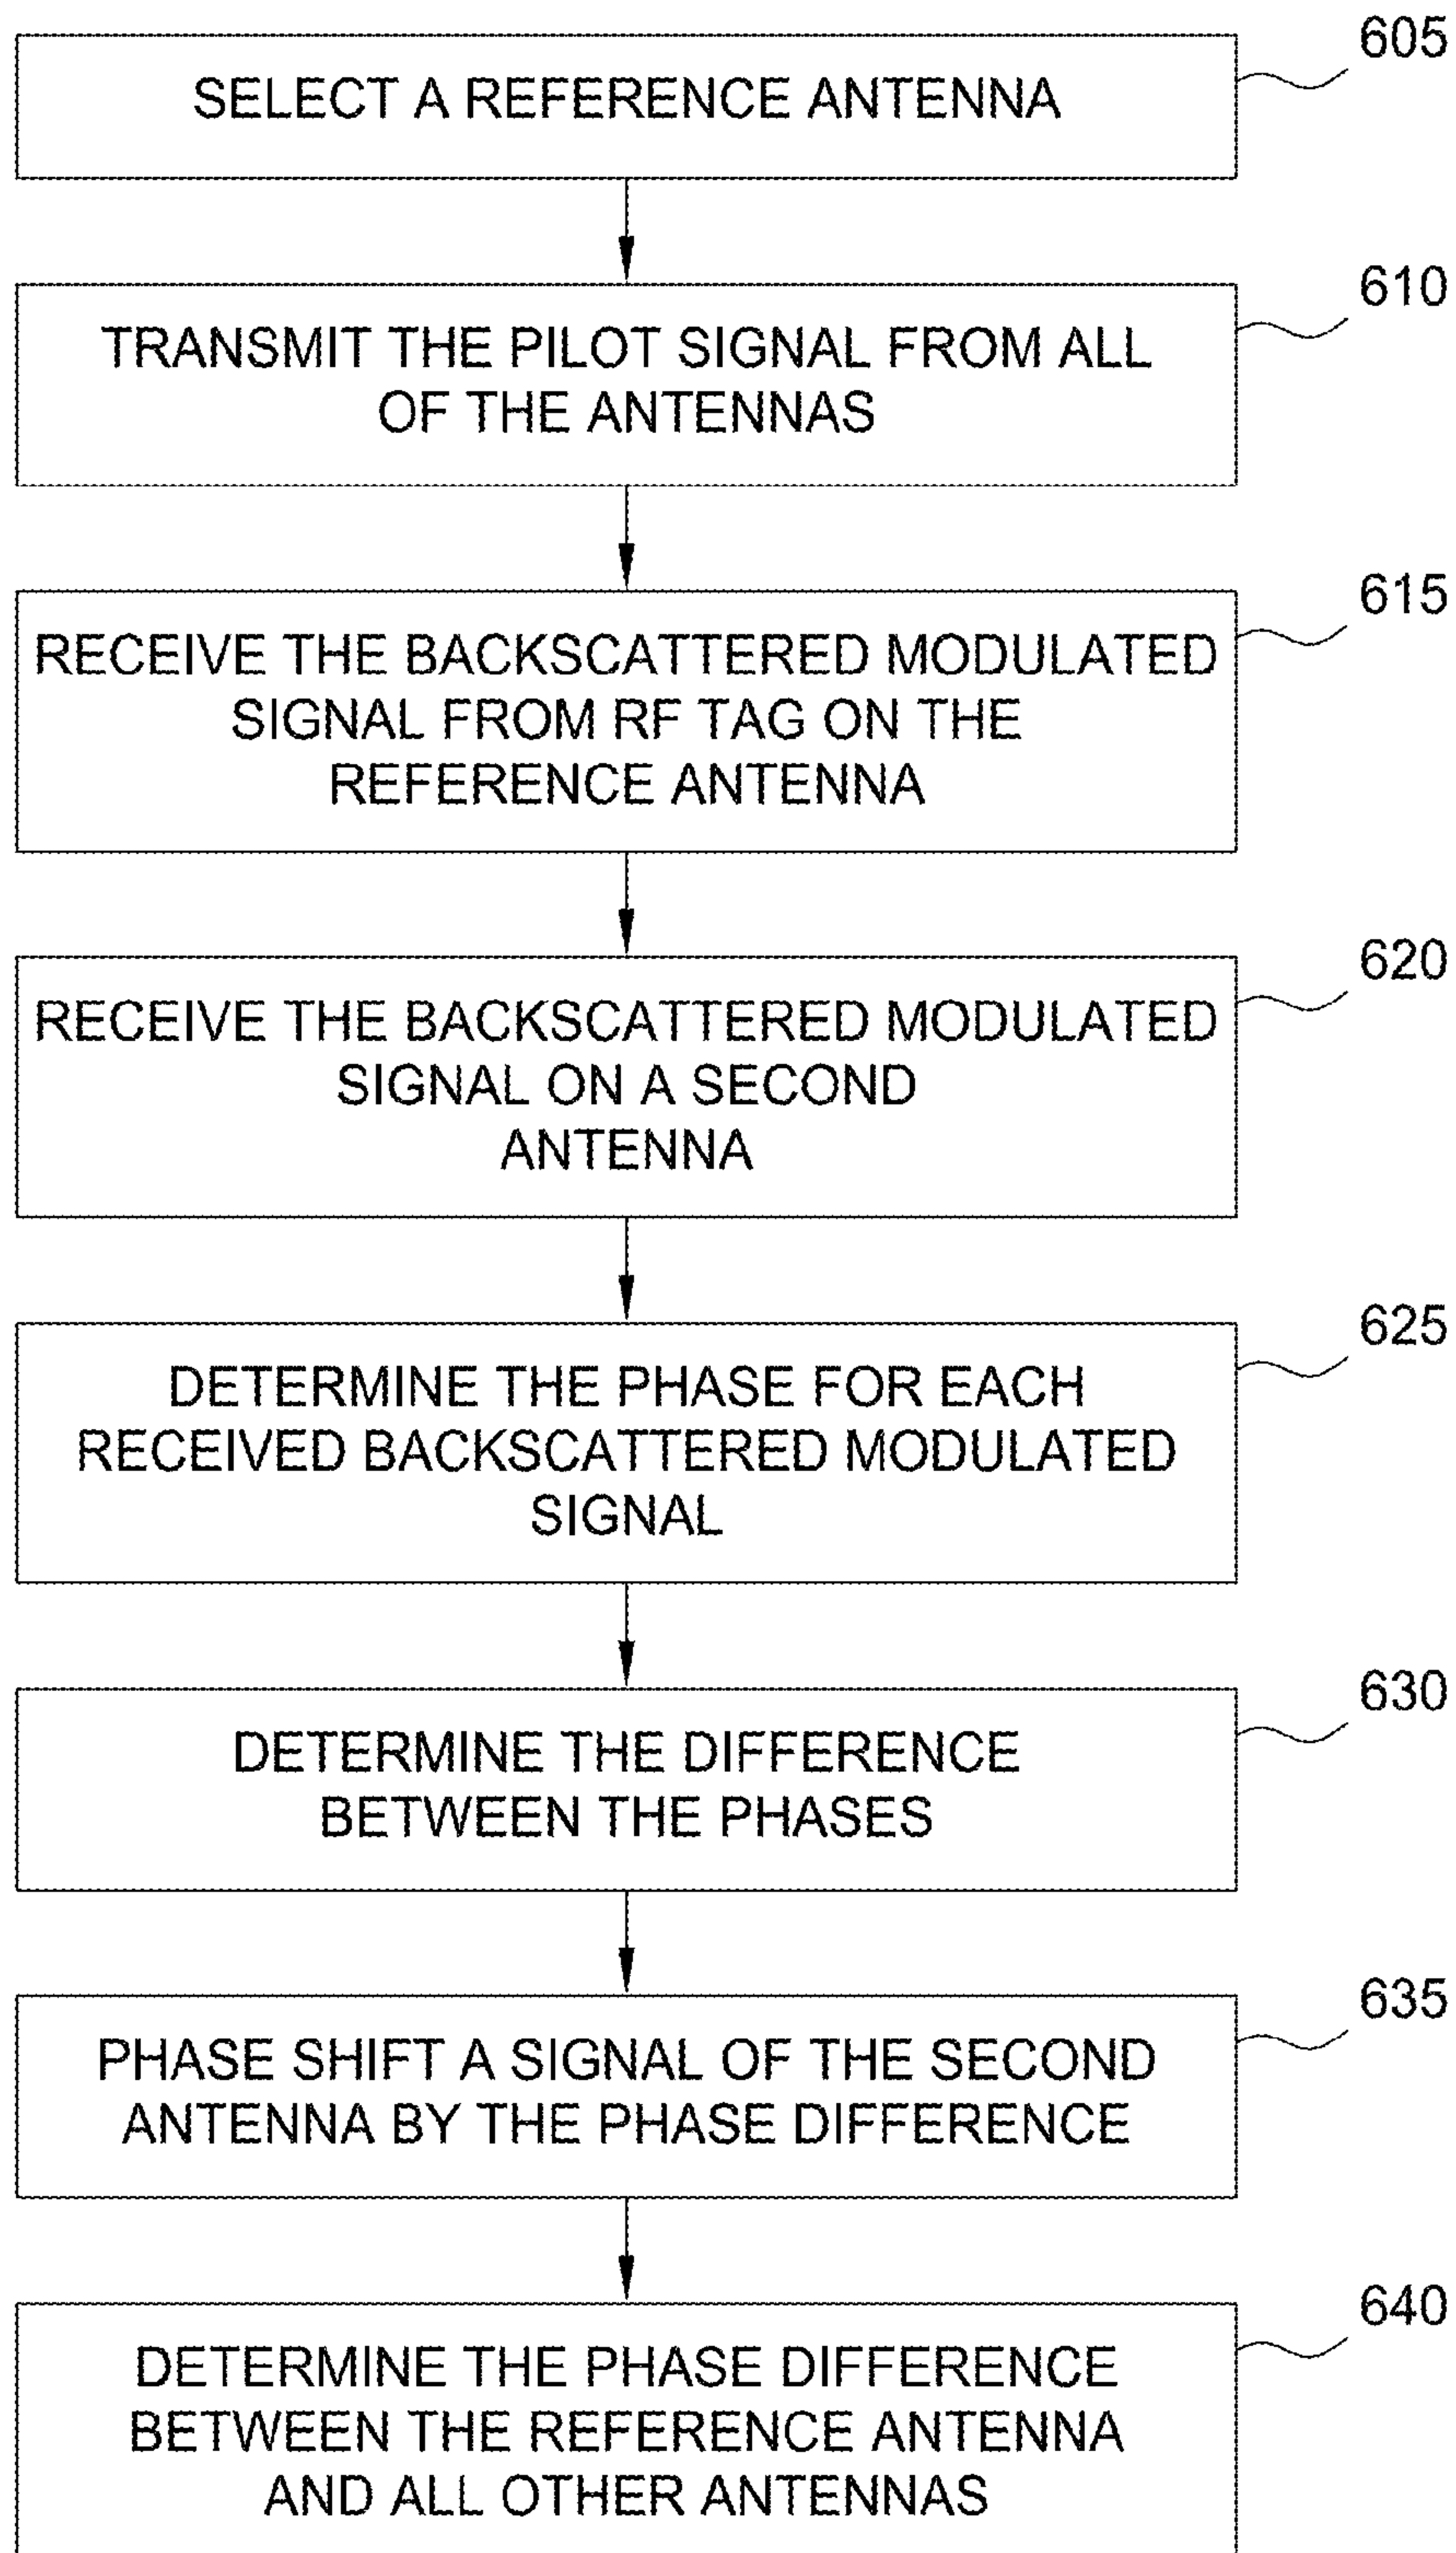 605
SELECT A REFERENCE ANTENNA
610
TRANSMIT THE PILOT SIGNAL FROM ALL
OF THE ANTENNAS
615
RECEIVE THE BACKSCATTERED MODULATED
SIGNAL FROM RF TAG ON THE
REFERENCE ANTENNA
620
RECEIVE THE BACKSCATTERED MODULATED
SIGNAL ON A SECOND
ANTENNA
625
DETERMINE THE PHASE FOR EACH
RECEIVED BACKSCATTERED MODULATED
SIGNAL
630
DETERMINE THE DIFFERENCE
BETWEEN THE PHASES
635
PHASE SHIFT A SIGNAL OF THE SECOND
ANTENNA BY THE PHASE DIFFERENCE
640
DETERMINE THE PHASE DIFFERENCE
BETWEEN THE REFERENCE ANTENNA
AND ALL OTHER ANTENNAS